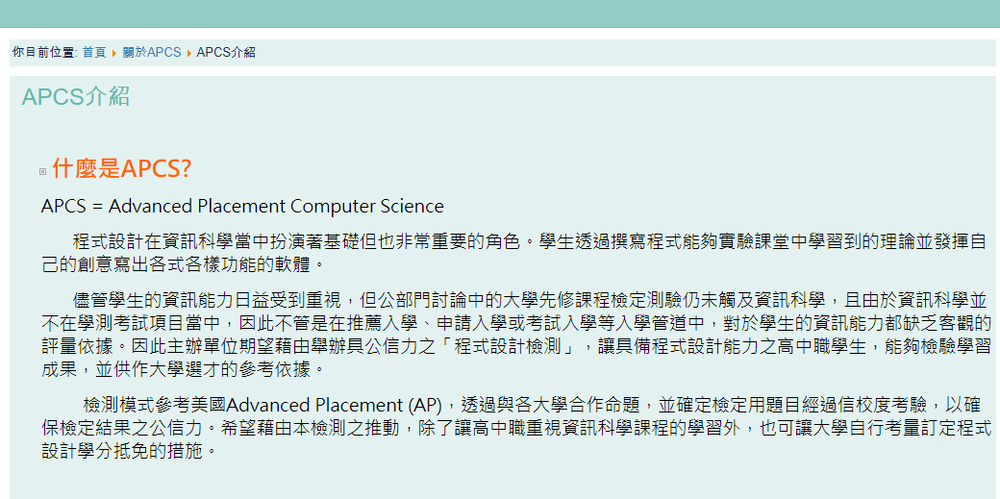 你目前位置: 首頁 關於APCS APCS介紹
APCS介紹
什麼是APCS?
APCS = Advanced Placement Computer Science
程式設計在資訊科學當中扮演著基礎但也非常重要的角色。學生透過撰寫程式能夠實驗課堂中學習到的理論並發揮自
己的創意寫出各式各樣功能的軟體。
儘管學生的資訊能力日益受到重視，但公部門討論中的大學先修課程檢定測驗仍未觸及資訊科學，且由於資訊科學並
不在學測考試項目當中，因此不管是在推薦入學、申請入學或考試入學等入學管道中，對於學生的資訊能力都缺乏客觀的
評量依據。因此主辦單位期望藉由舉辦具公信力之「程式設計檢測」，讓具備程式設計能力之高中職學生，能夠檢驗學習
成果，並供作大學選才的參考依據。
檢測模式參考美國Advanced Placement (AP)，透過與各大學合作命題，並確定檢定用題目經過信校度考驗，以確
保檢定結果之公信力。希望藉由本檢測之推動，除了讓高中職重視資訊科學課程的學習外，也可讓大學自行考量訂定程式
設計學分抵免的措施。